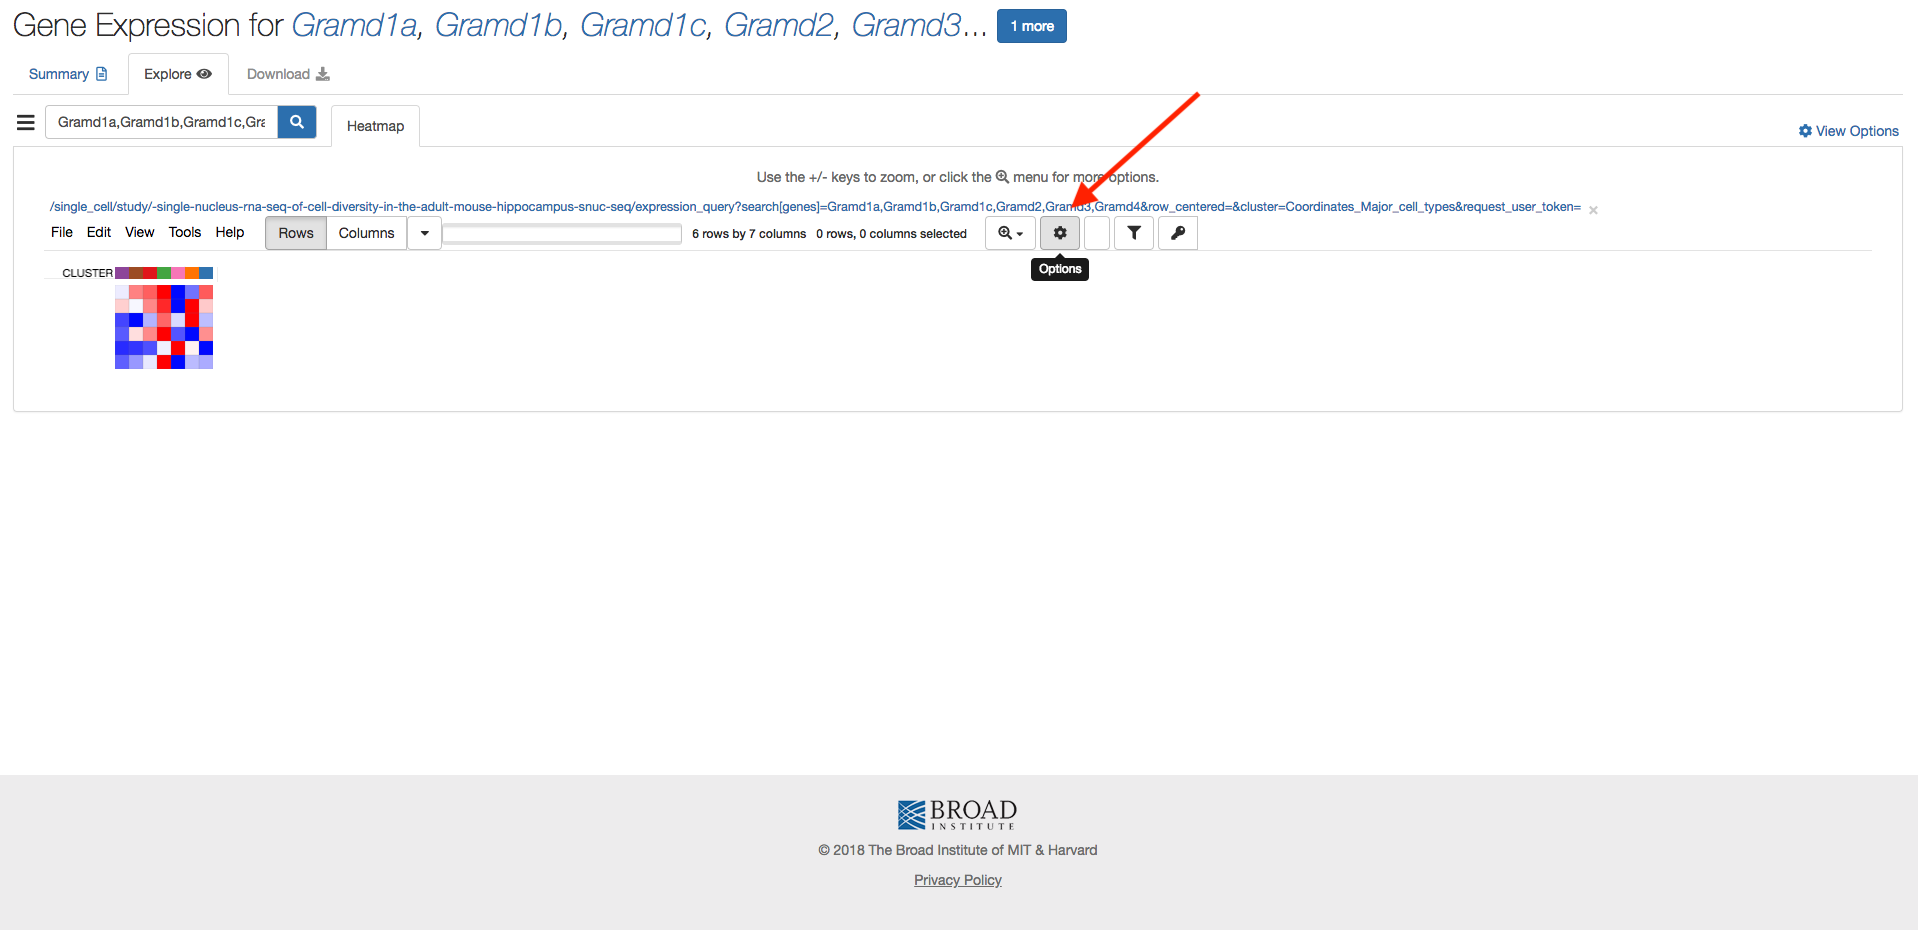 Gene Expression for Gramd1a, Gramd1b, Gramd1c, Gramd2, Gramd3... 1 more
Summary Explore Download
Gramd1a,Gramd1b,Gramd1c,Gra Heatmap
View Options
Use the +/- keys to zoom, or click the menu for more options.
/single_cell/study/-single-nucleus-rna-seq-of-cell-diversity-in-the-adult-mouse-hippocampus-snuc-seq/expression_query?search[genes]=Gramd1a,Gramd1b,Gramd1c,Gramd2,Gramd3,Gramd4&row_centered=&cluster=Coordinates_Major_cell_types&request_user_token= ×
File Edit View Tools Help Rows Columns 6 rows by 7 columns 0 rows, 0 columns selected
Options
CLUSTER
BROAD
INSTITUTE
© 2018 The Broad Institute of MIT & Harvard
Privacy Policy